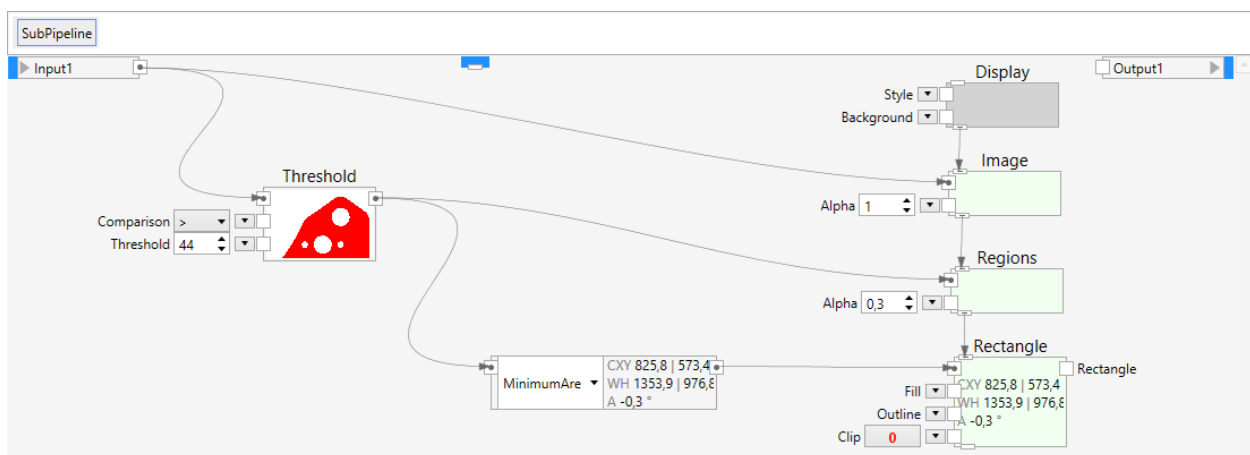 SubPipeline
Input1
Output1
Display
Style
Background
Image
Alpha 1
Threshold
Comparison >
Threshold 44
Regions
Alpha 0,3
MinimumAre
CXY 825,8 | 573,4
WH 1353,9 | 976,8
A -0,3 °
Rectangle
Rectangle
CXY 825,8 | 573,4
WH 1353,9 | 976,8
A -0,3 °
Fill
Outline
Clip 0